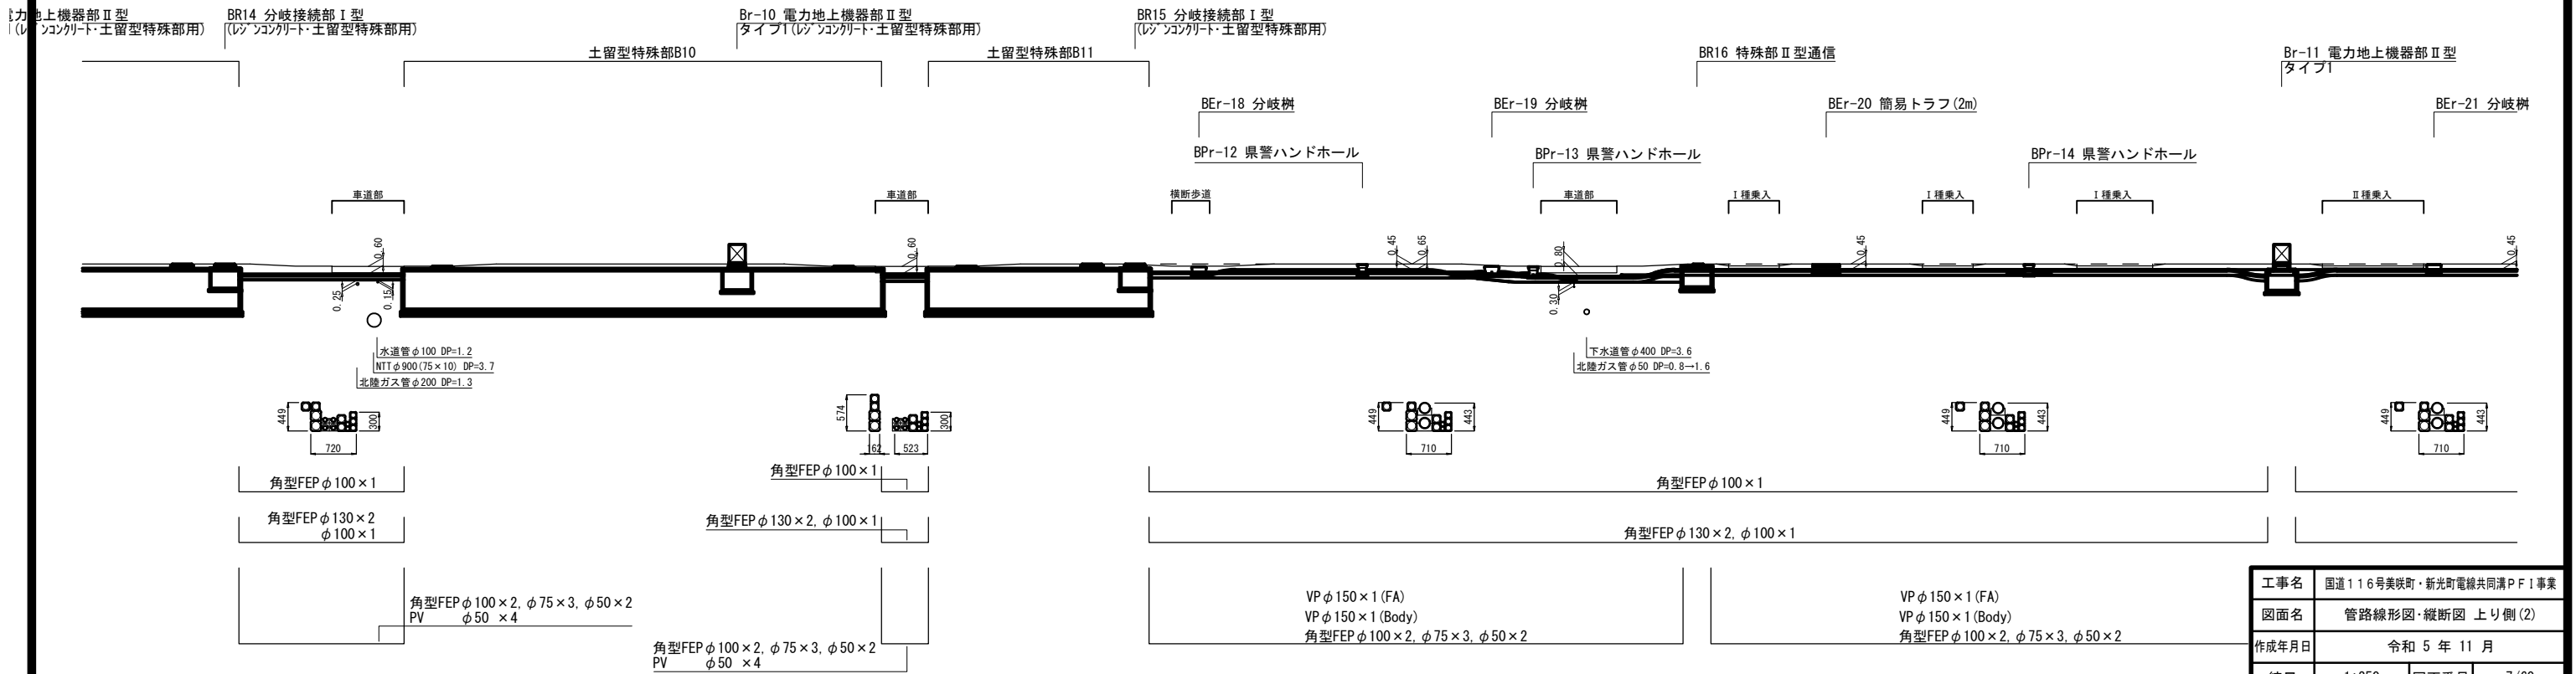 電力地上機器部Ⅱ型
(ﾚｼﾞﾝｺﾝｸﾘｰﾄ・土留型特殊部用)
BR14 分岐接続部Ⅰ型
(ﾚｼﾞﾝｺﾝｸﾘｰﾄ・土留型特殊部用)
Br-10 電力地上機器部Ⅱ型
タイプ1(ﾚｼﾞﾝｺﾝｸﾘｰﾄ・土留型特殊部用)
BR15 分岐接続部Ⅰ型
(ﾚｼﾞﾝｺﾝｸﾘｰﾄ・土留型特殊部用)
土留型特殊部B10
土留型特殊部B11
BR16 特殊部Ⅱ型通信
Br-11 電力地上機器部Ⅱ型
タイプ1
BEr-18 分岐桝
BEr-19 分岐桝
BEr-20 簡易トラフ(2m)
BEr-21 分岐桝
BPr-12 県警ハンドホール
BPr-13 県警ハンドホール
BPr-14 県警ハンドホール
車道部
車道部
横断歩道
車道部
Ⅰ種乗入
Ⅰ種乗入
Ⅰ種乗入
Ⅱ種乗入
0.60
0.60
0.45
0.65
0.80
0.45
0.45
0.25
0.15
0.30
水道管φ100 DP=1.2
NTTφ900(75×10) DP=3.7
北陸ガス管φ200 DP=1.3
下水道管φ400 DP=3.6
北陸ガス管φ50 DP=0.8→1.6
449
300
720
574
300
162
523
449
443
710
449
443
710
449
443
710
角型FEPφ100×1
角型FEPφ100×1
角型FEPφ100×1
角型FEPφ130×2
φ100×1
角型FEPφ130×2, φ100×1
角型FEPφ130×2, φ100×1
角型FEPφ100×2, φ75×3, φ50×2
PV φ50 ×4
角型FEPφ100×2, φ75×3, φ50×2
PV φ50 ×4
VPφ150×1(FA)
VPφ150×1(Body)
角型FEPφ100×2, φ75×3, φ50×2
VPφ150×1(FA)
VPφ150×1(Body)
角型FEPφ100×2, φ75×3, φ50×2
工事名 国道116号美咲町・新光町電線共同溝PFI事業
図面名 管路線形図・縦断図 上り側(2)
作成年月日 令和 5 年 11 月